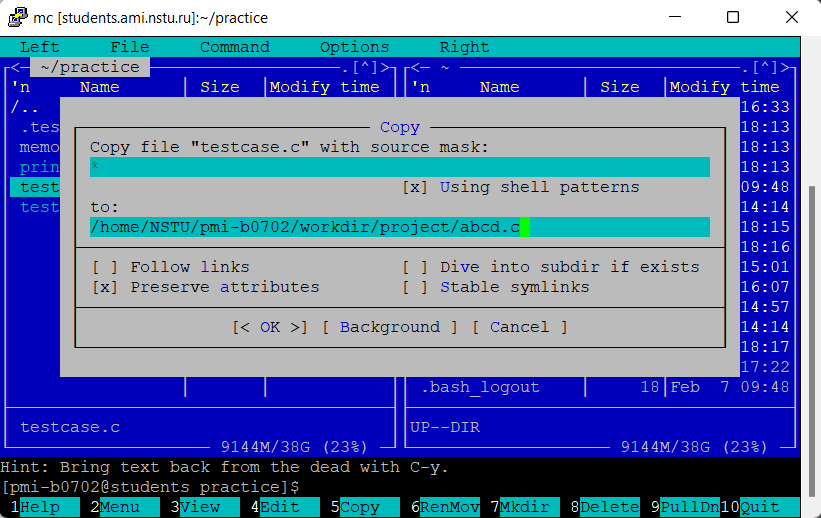 mc [students.ami.nstu.ru]:~/practice
Left File Command Options Right
<— ~/practice .[^]> <— ~ .[^]>
'n Name Size Modify time 'n Name Size Modify time
/.. 16:33
.tes 18:13
memo 18:13
prin 18:13
test 09:48
test 14:14
18:15
18:16
15:01
16:07
14:57
14:14
18:17
17:22
Copy
Copy file "testcase.c" with source mask:
*
[x] Using shell patterns
to:
/home/NSTU/pmi-b0702/workdir/project/abcd.c
[ ] Follow links [ ] Dive into subdir if exists
[x] Preserve attributes [ ] Stable symlinks
[< OK >] [ Background ] [ Cancel ]
.bash_logout 18 Feb 7 09:48
testcase.c UP--DIR
9144M/38G (23%) 9144M/38G (23%)
Hint: Bring text back from the dead with C-y.
[pmi-b0702@students practice]$
1Help 2Menu 3View 4Edit 5Copy 6RenMov 7Mkdir 8Delete 9PullDn 10Quit